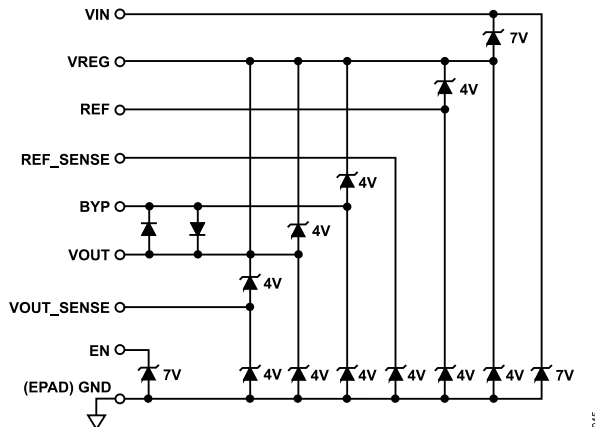 VIN
7V
VREG
4V
REF
REF_SENSE
4V
BYP
4V
VOUT
4V
VOUT_SENSE
EN
7V 4V 4V 4V 4V 4V 4V 7V
(EPAD) GND